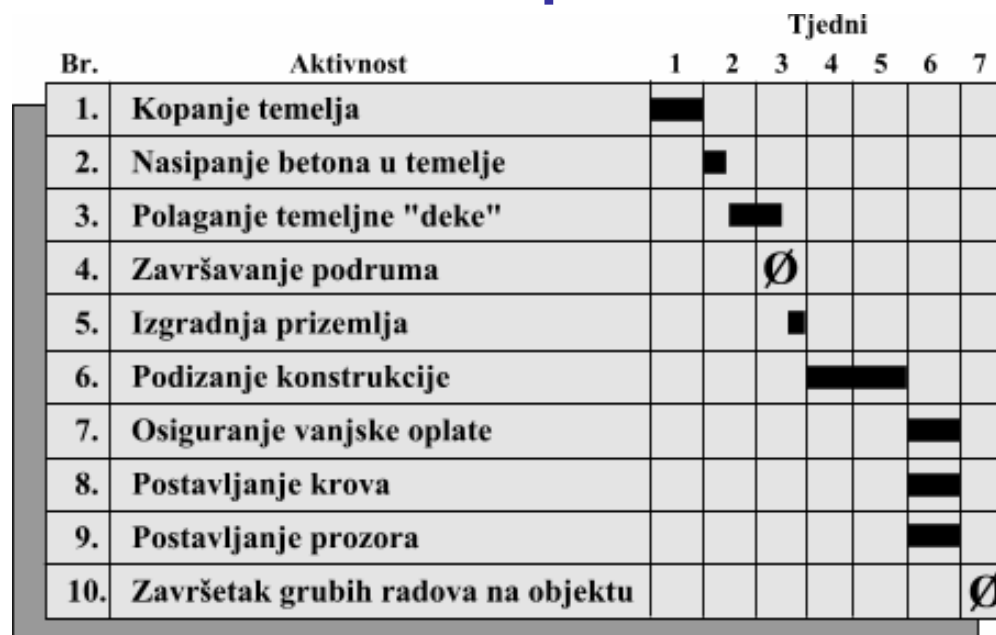 Tjedni
Br. Aktivnost 1 2 3 4 5 6 7
1. Kopanje temelja
2. Nasipanje betona u temelje
3. Polaganje temeljne "deke"
4. Završavanje podruma Ø
5. Izgradnja prizemlja
6. Podizanje konstrukcije
7. Osiguranje vanjske oplate
8. Postavljanje krova
9. Postavljanje prozora
10. Završetak grubih radova na objektu Ø